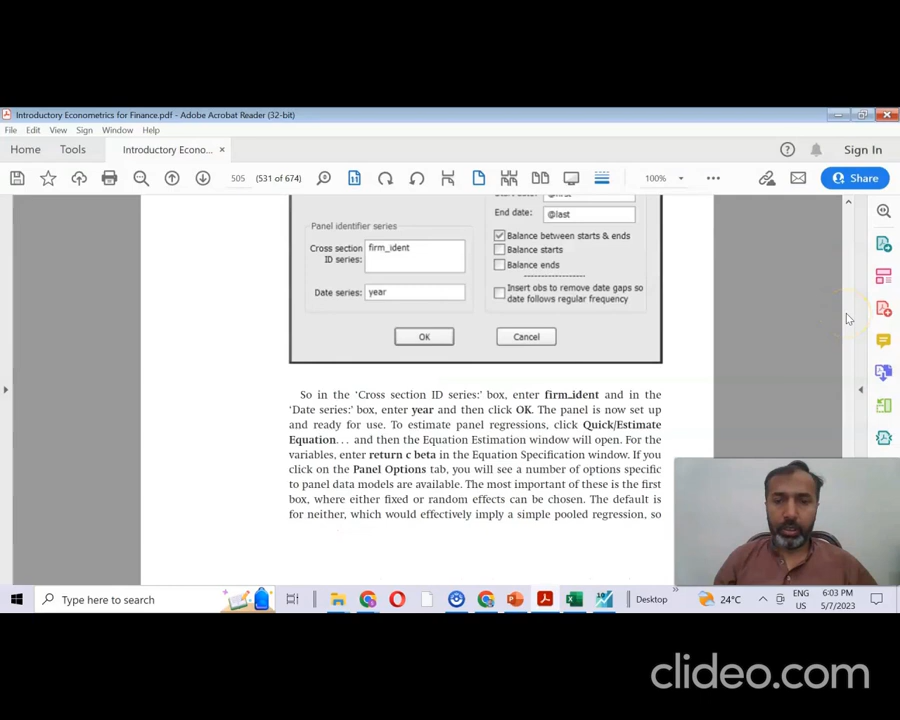 Introductory Econometrics for Finance.pdf - Adobe Acrobat Reader (32-bit)
File Edit View Sign Window Help
Home Tools Introductory Econo... × Sign In
505 (531 of 674) 100% Share
End date: @last
Panel identifier series
Balance between starts & ends
Cross section ID series: firm_ident
Balance starts
Balance ends
Insert obs to remove date gaps so
date follows regular frequency
Date series: year
OK Cancel
So in the ‘Cross section ID series:’ box, enter firm_ident and in the
‘Date series:’ box, enter year and then click OK. The panel is now set up
and ready for use. To estimate panel regressions, click Quick/Estimate
Equation... and then the Equation Estimation window will open. For the
variables, enter return c beta in the Equation Specification window. If you
click on the Panel Options tab, you will see a number of options specific
to panel data models are available. The most important of these is the first
box, where either fixed or random effects can be chosen. The default is
for neither, which would effectively imply a simple pooled regression, so
Type here to search
Desktop
24°C
ENG
US
6:03 PM
5/7/2023
clideo.com